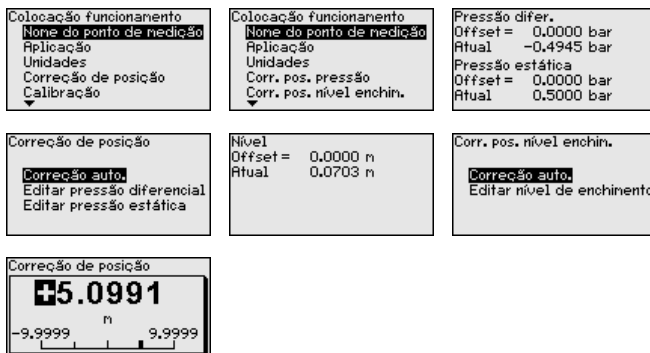 Colocação funcionamento
Nome do ponto de medição
Aplicação
Unidades
Correção de posição
Calibração
Colocação funcionamento
Nome do ponto de medição
Aplicação
Unidades
Corr. pos. pressão
Corr. pos. nível enchim.
Pressão difer.
Offset = 0.0000 bar
Atual -0.4945 bar
Pressão estática
Offset = 0.0000 bar
Atual 0.5000 bar
Correção de posição
Correção auto.
Editar pressão diferencial
Editar pressão estática
Nível
Offset = 0.0000 m
Atual 0.0703 m
Corr. pos. nível enchim.
Correção auto.
Editar nível de enchimento
Correção de posição
+5.0991
m
-9.9999 9.9999